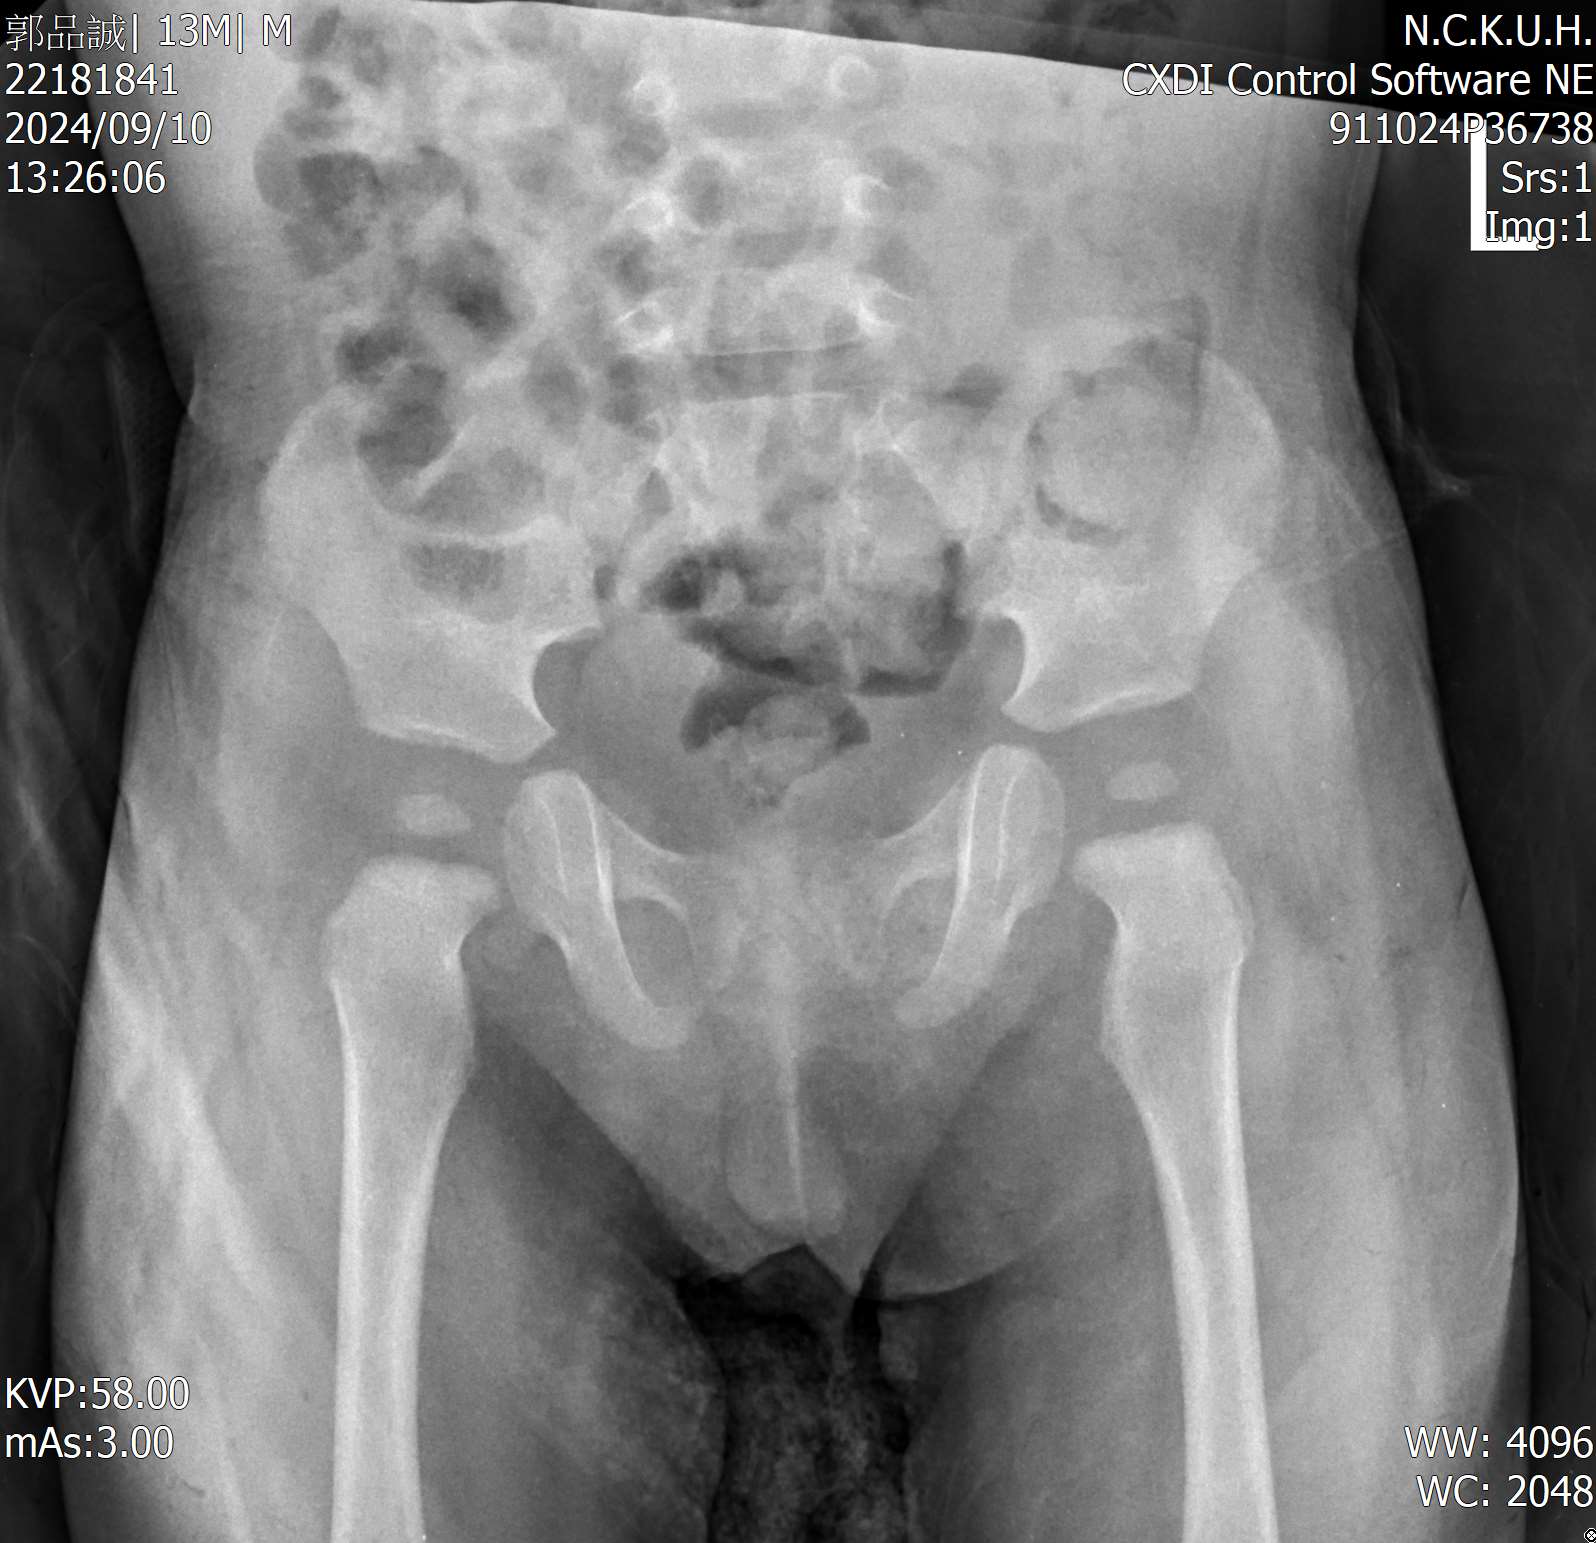 郭品誠| 13M| M
22181841
2024/09/10
13:26:06
N.C.K.U.H.
CXDI Control Software NE
911024P36738
Srs:1
Img:1
L
KVP:58.00
mAs:3.00
WW: 4096
WC: 2048